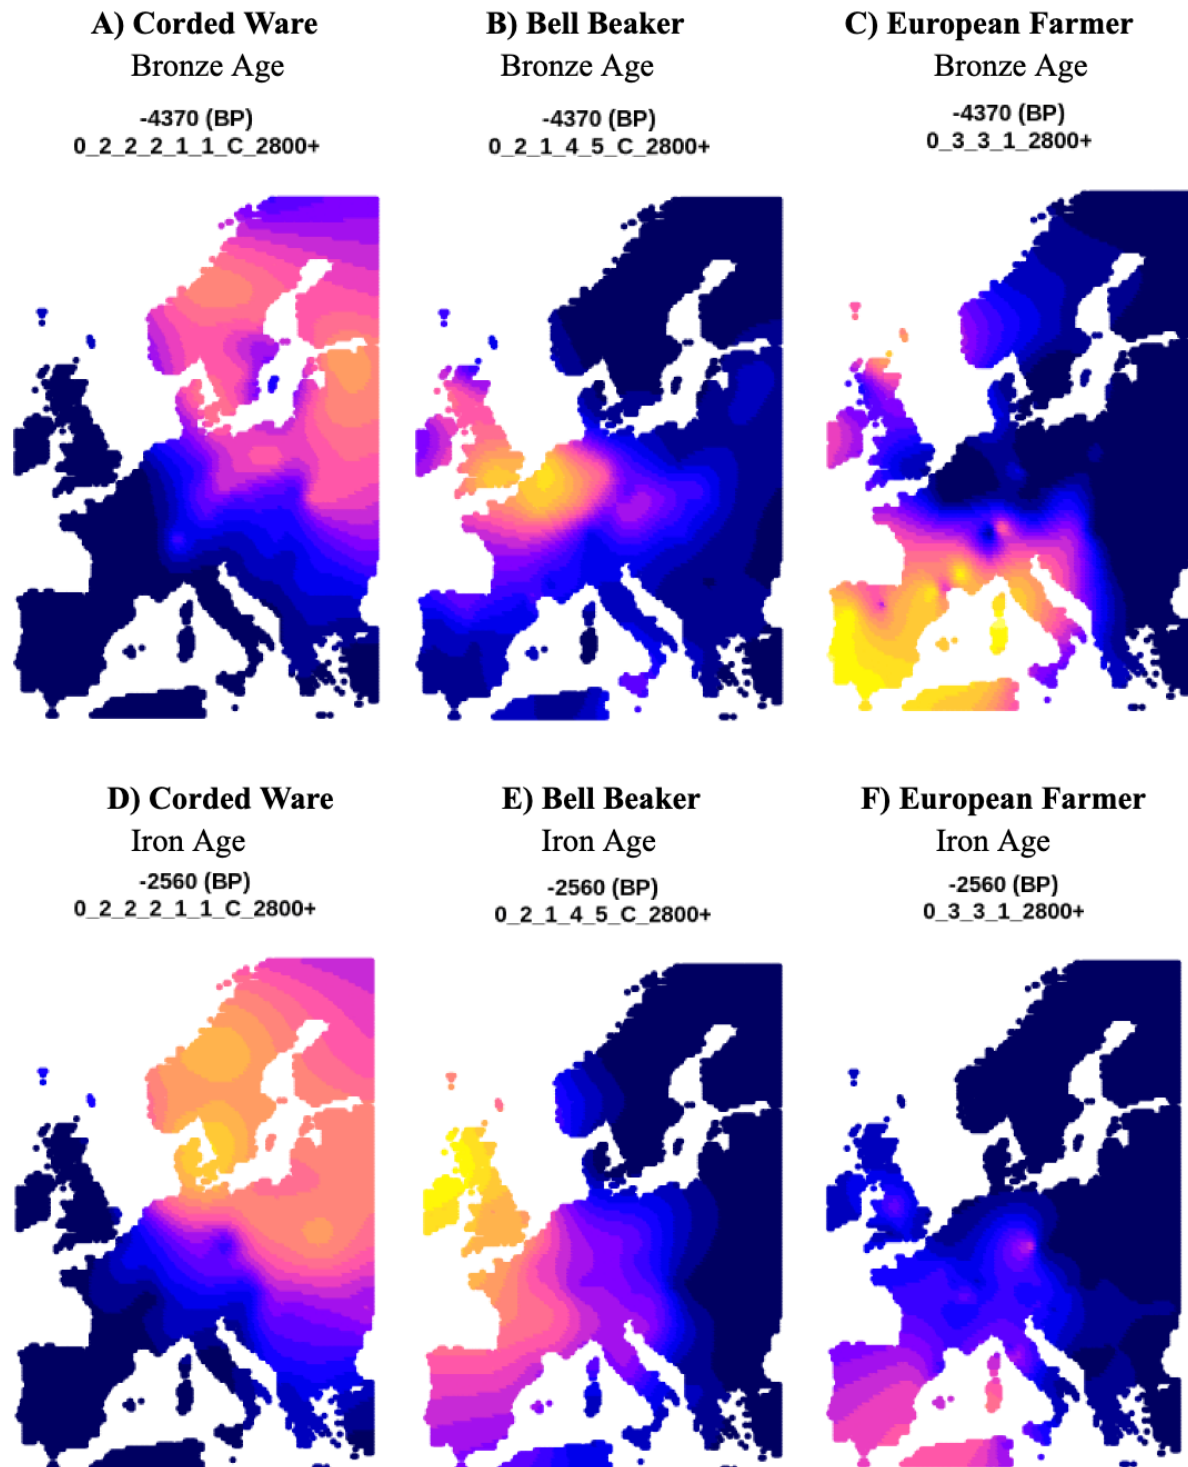 A) Corded Ware
Bronze Age
-4370 (BP)
0_2_2_2_1_1_C_2800+
B) Bell Beaker
Bronze Age
-4370 (BP)
0_2_1_4_5_C_2800+
C) European Farmer
Bronze Age
-4370 (BP)
0_3_3_1_2800+
D) Corded Ware
Iron Age
-2560 (BP)
0_2_2_2_1_1_C_2800+
E) Bell Beaker
Iron Age
-2560 (BP)
0_2_1_4_5_C_2800+
F) European Farmer
Iron Age
-2560 (BP)
0_3_3_1_2800+